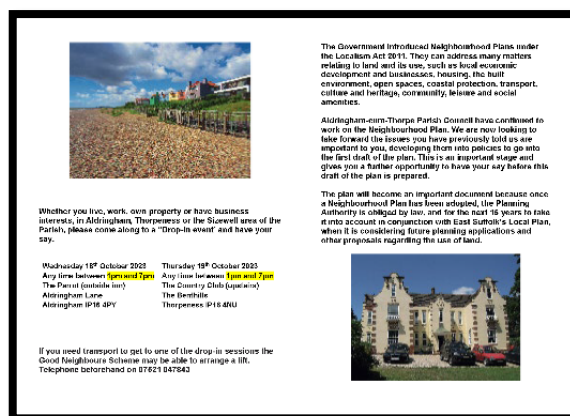 Whether you live, work, own property or have business
interests, in Aldringham, Thorpeness or the Sizewell area of the
Parish, please come along to a "Drop-in event' and have your
say.
Wednesday 18th October 2023
Any time between 1pm and 7pm
The Parrot (outside inn)
Aldringham Lane
Aldringham IP16 4PY
Thursday 19th October 2023
Any time between 1pm and 7pm
The Country Club (upstairs)
The Benthills
Thorpeness IP16 4NU
If you need transport to get to one of the drop-in sessions the
Good Neighbours Scheme may be able to arrange a lift.
Telephone beforehand on 07521 047843
The Government introduced Neighbourhood Plans under
the Localism Act 2011. They can address many matters
relating to land and its use, such as local economic
development and businesses, housing, the built
environment, open spaces, coastal protection, transport,
culture and heritage, community, leisure and social
amenities.
Aldringham-cum-Thorpe Parish Council have continued to
work on the Neighbourhood Plan. We are now looking to
take forward the issues you have previously told us are
important to you, developing them into policies to go into
the first draft of the plan. This is an important stage and
gives you a further opportunity to have your say before this
draft of the plan is prepared.
The plan will become an important document because once
a Neighbourhood Plan has been adopted, the Planning
Authority is obliged by law, and for the next 15 years to take
it into account in conjunction with East Suffolk's Local Plan,
when it is considering future planning applications and
other proposals regarding the use of land.